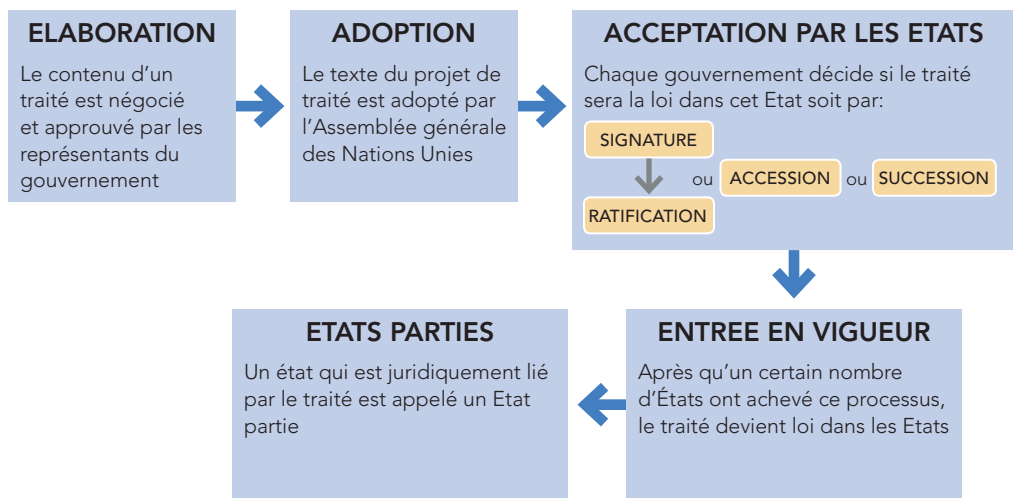 ELABORATION
Le contenu d'un
traité est négocié
et approuvé par les
représentants du
gouvernement
ADOPTION
Le texte du projet de
traité est adopté par
l'Assemblée générale
des Nations Unies
ACCEPTATION PAR LES ETATS
Chaque gouvernement décide si le traité
sera la loi dans cet Etat soit par:
SIGNATURE
ou ACCESSION ou SUCCESSION
RATIFICATION
ETATS PARTIES
Un état qui est juridiquement lié
par le traité est appelé un Etat
partie
ENTREE EN VIGUEUR
Après qu'un certain nombre
d'États ont achevé ce processus,
le traité devient loi dans les Etats